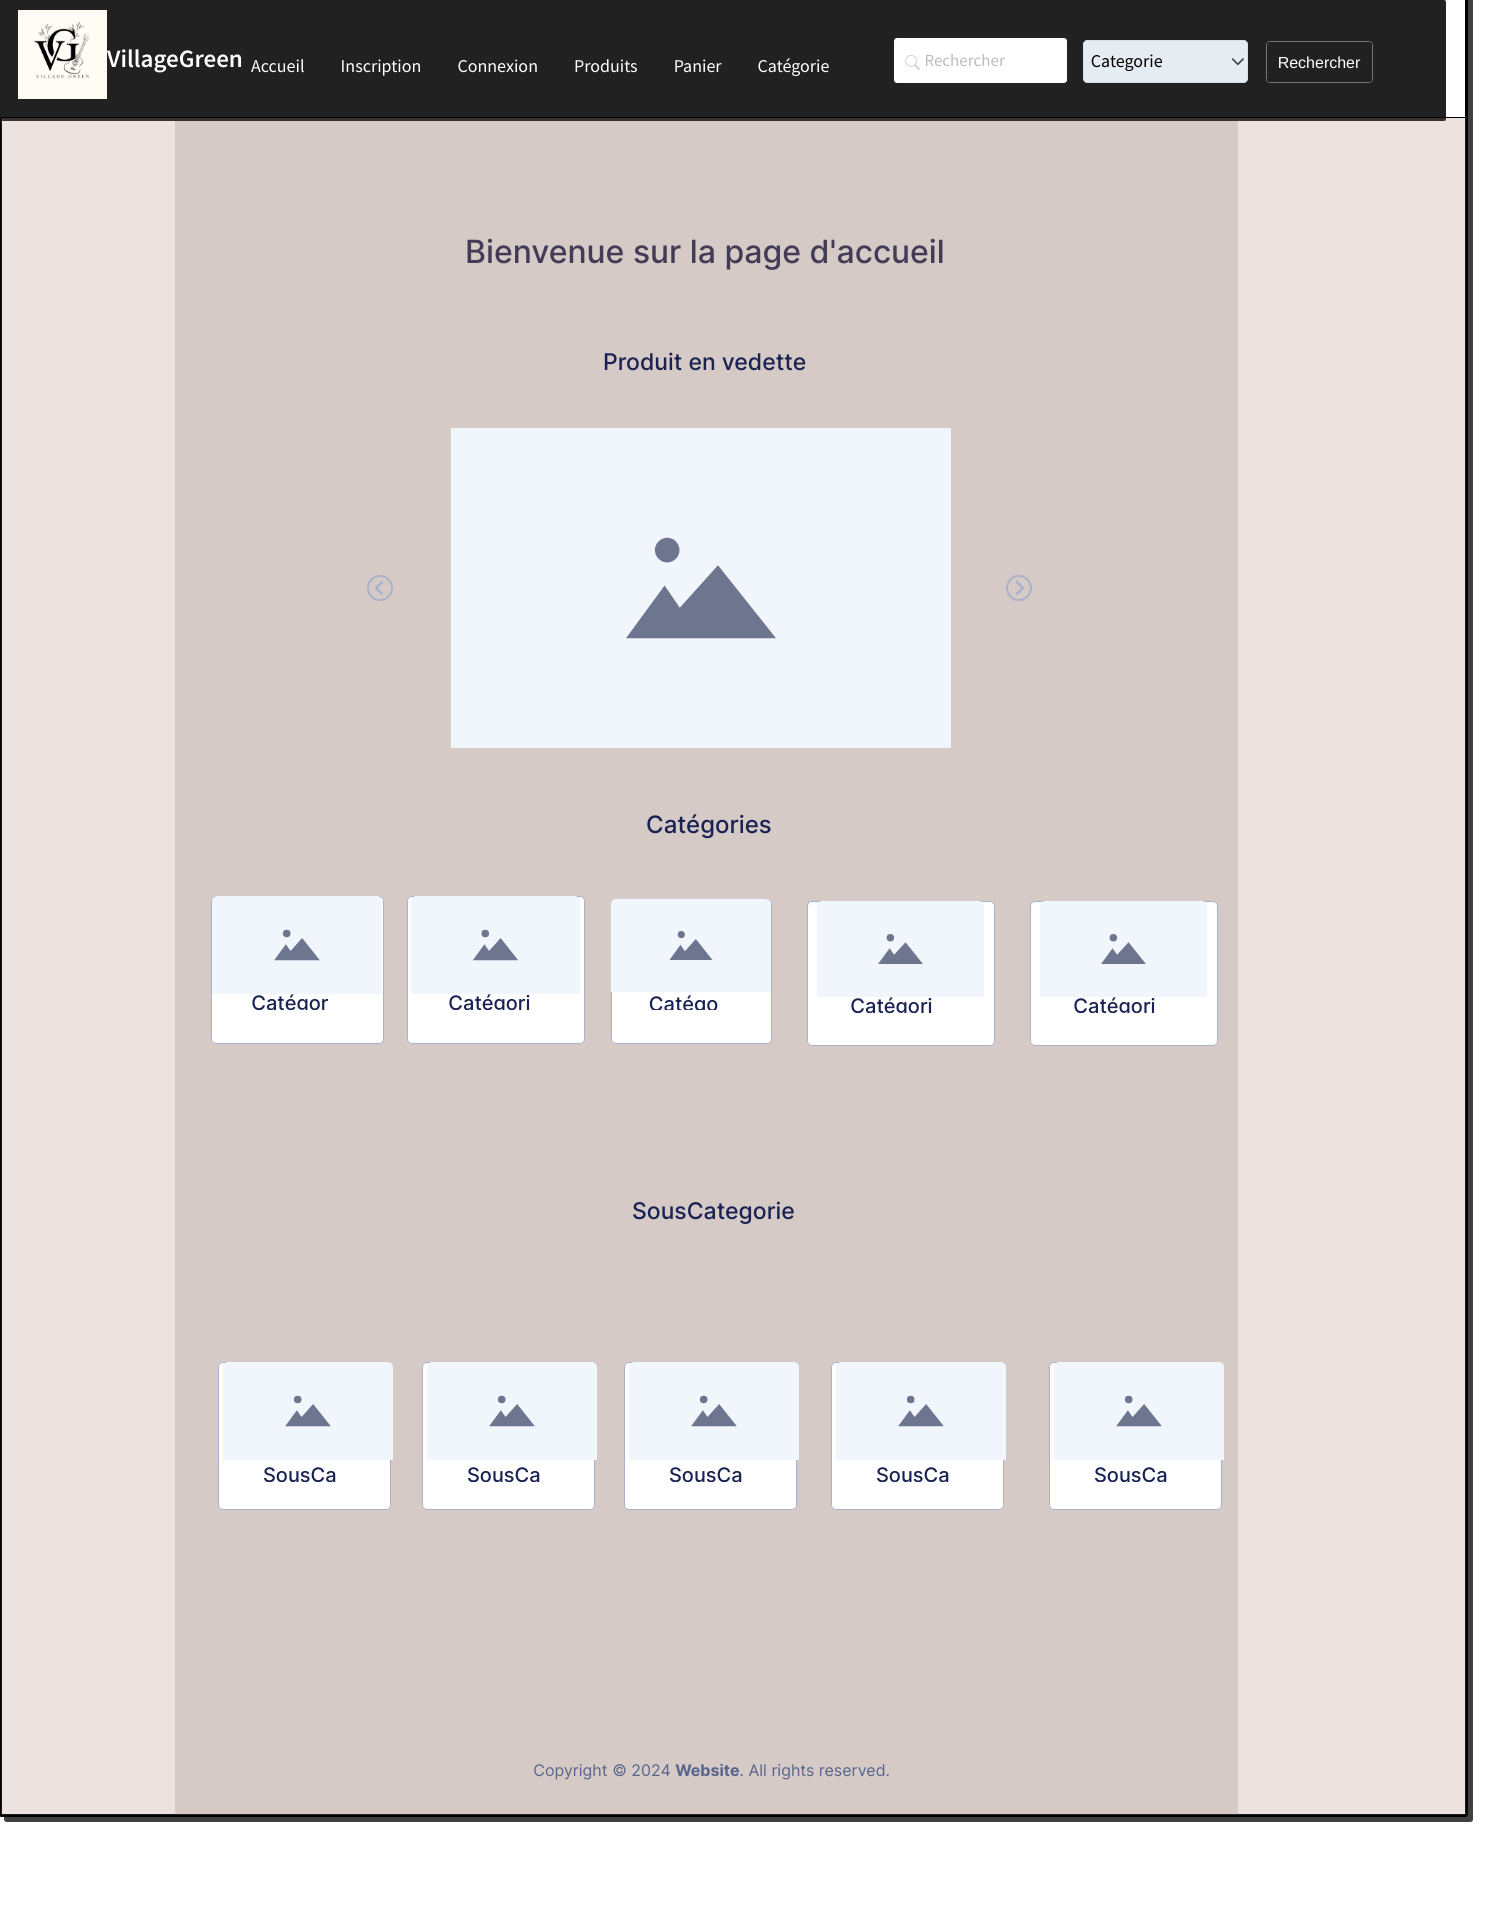 VG
VILLAGE GREEN
VillageGreen Accueil Inscription Connexion Produits Panier Catégorie Rechercher Categorie Rechercher
Bienvenue sur la page d'accueil
Produit en vedette
Catégories
Catégor Catégori Catégo Catégori Catégori
SousCategorie
SousCa SousCa SousCa SousCa SousCa
Copyright © 2024 Website. All rights reserved.